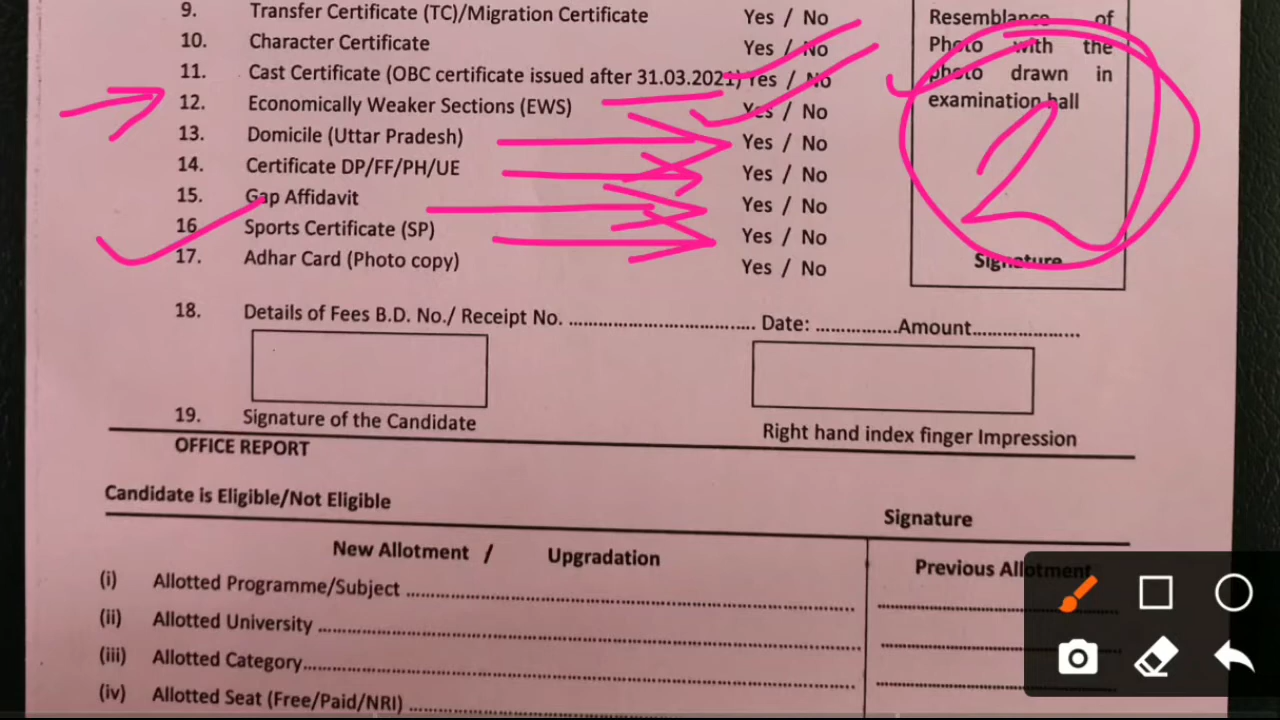 9. Transfer Certificate (TC)/Migration Certificate Yes / No
10. Character Certificate Yes / No
11. Cast Certificate (OBC certificate issued after 31.03.2021) Yes / No
12. Economically Weaker Sections (EWS) Yes / No
13. Domicile (Uttar Pradesh) Yes / No
14. Certificate DP/FF/PH/UE Yes / No
15. Gap Affidavit Yes / No
16 Sports Certificate (SP) Yes / No
17. Adhar Card (Photo copy) Yes / No
Resemblance of
Photo with the
photo drawn in
examination hall
2
Signature
18. Details of Fees B.D. No./ Receipt No. ........................ Date: ..............Amount....................
19. Signature of the Candidate
Right hand index finger Impression
OFFICE REPORT
Candidate is Eligible/Not Eligible
Signature
New Allotment / Upgradation
Previous Allotment
(i) Allotted Programme/Subject ........................
(ii) Allotted University ........................
(iii) Allotted Category........................
(iv) Allotted Seat (Free/Paid/NRI) ........................